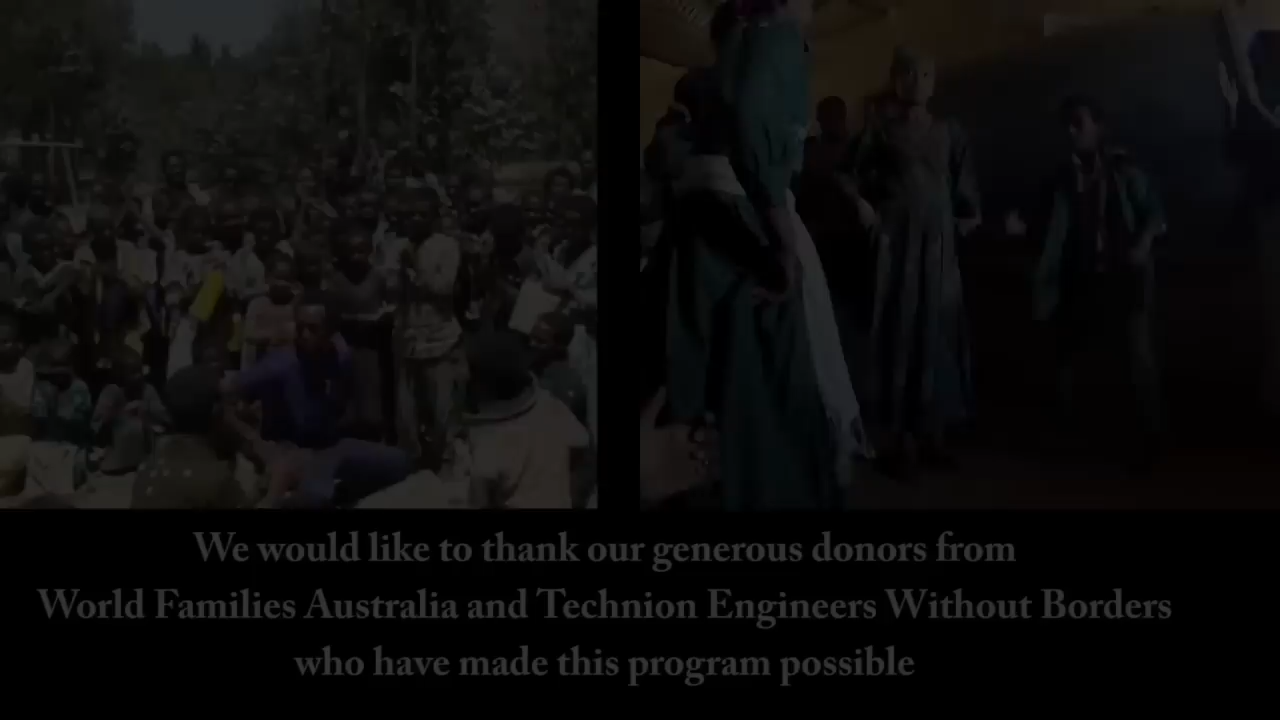 We would like to thank our generous donors from
World Families Australia and Technion Engineers Without Borders
who have made this program possible